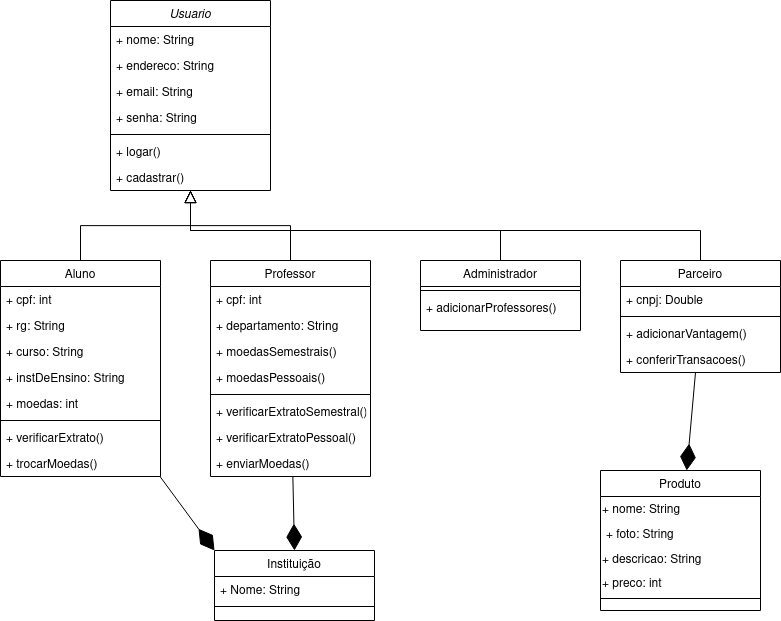 Usuario
+ nome: String
+ endereco: String
+ email: String
+ senha: String
+ logar()
+ cadastrar()
Aluno
+ cpf: int
+ rg: String
+ curso: String
+ instDeEnsino: String
+ moedas: int
+ verificarExtrato()
+ trocarMoedas()
Professor
+ cpf: int
+ departamento: String
+ moedasSemestrais()
+ moedasPessoais()
+ verificarExtratoSemestral()
+ verificarExtratoPessoal()
+ enviarMoedas()
Administrador
+ adicionarProfessores()
Parceiro
+ cnpj: Double
+ adicionarVantagem()
+ conferirTransacoes()
Instituição
+ Nome: String
Produto
+ nome: String
+ foto: String
+ descricao: String
+ preco: int